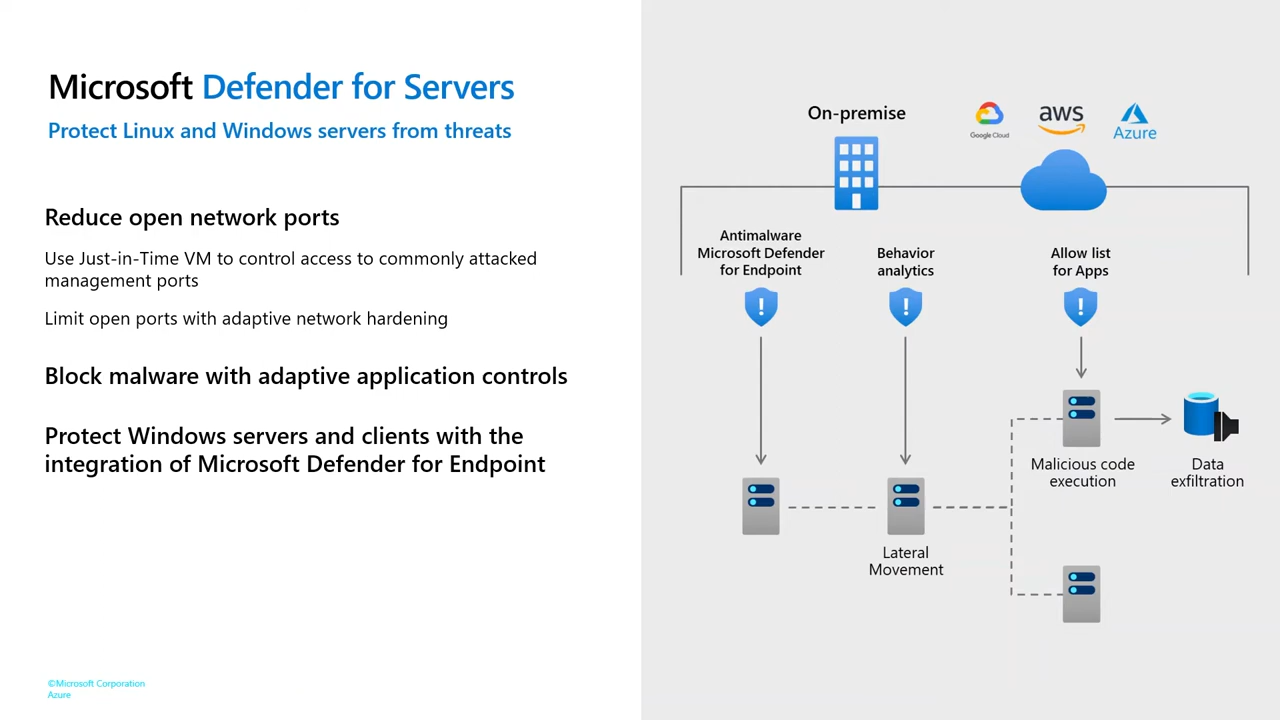 Microsoft Defender for Servers
Protect Linux and Windows servers from threats
Reduce open network ports
Use Just-in-Time VM to control access to commonly attacked
management ports
Limit open ports with adaptive network hardening
Block malware with adaptive application controls
Protect Windows servers and clients with the
integration of Microsoft Defender for Endpoint
©Microsoft Corporation
Azure
On-premise
Google Cloud
aws
Azure
Antimalware
Microsoft Defender
for Endpoint
Behavior
analytics
Allow list
for Apps
Malicious code
execution
Data
exfiltration
Lateral
Movement